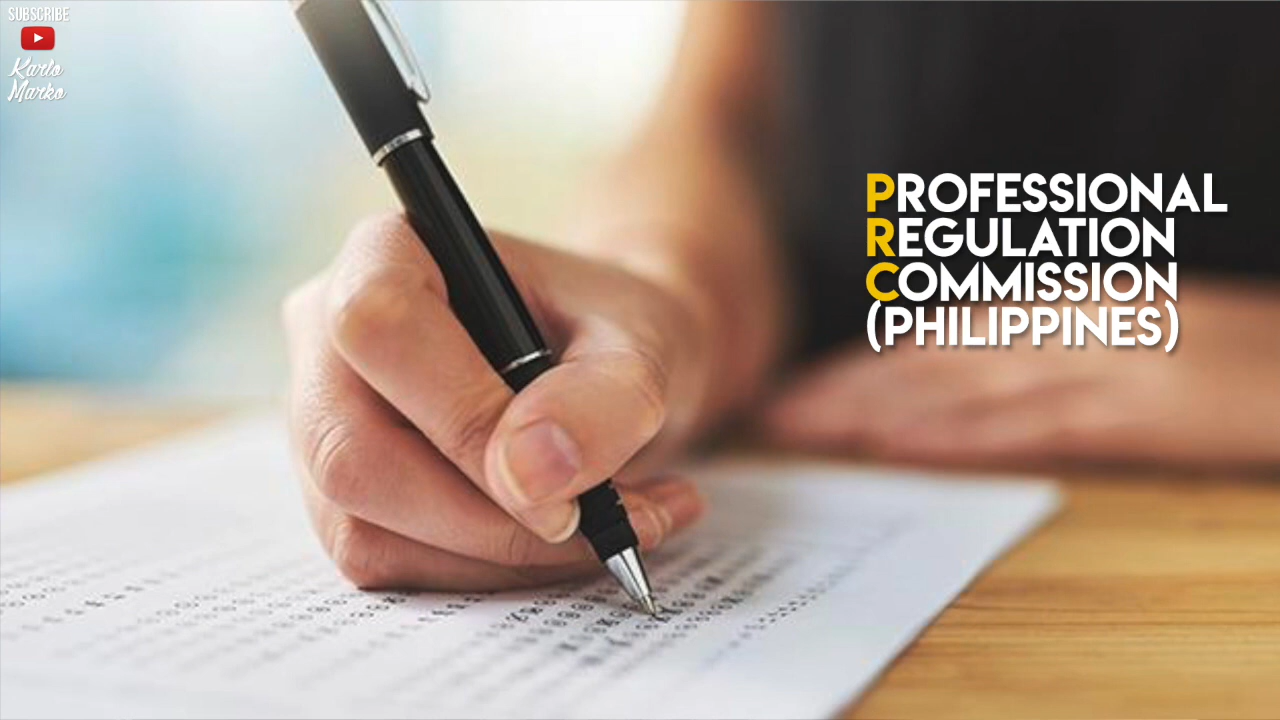 SUBSCRIBE
Karlo
Marko
PROFESSIONAL
REGULATION
COMMISSION
(PHILIPPINES)